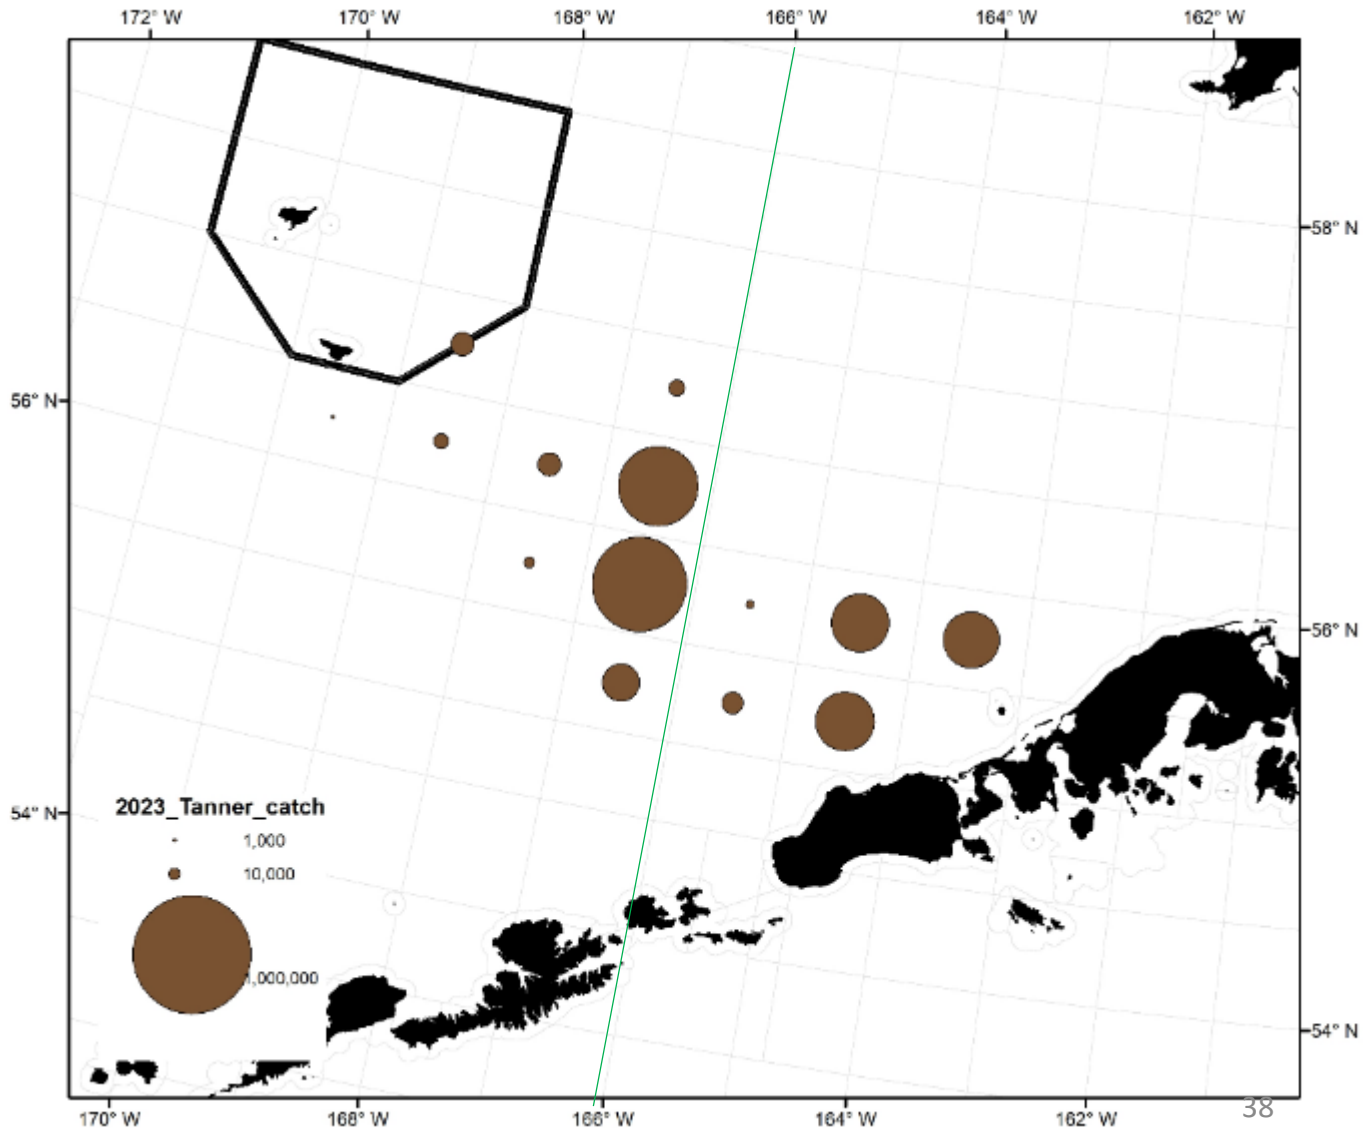 172° W 170° W 168° W 166° W 164° W 162° W
58° N
56° N
56° N
54° N
2023_Tanner_catch
1,000
10,000
1,000,000
54° N
38
170° W 168° W 166° W 164° W 162° W